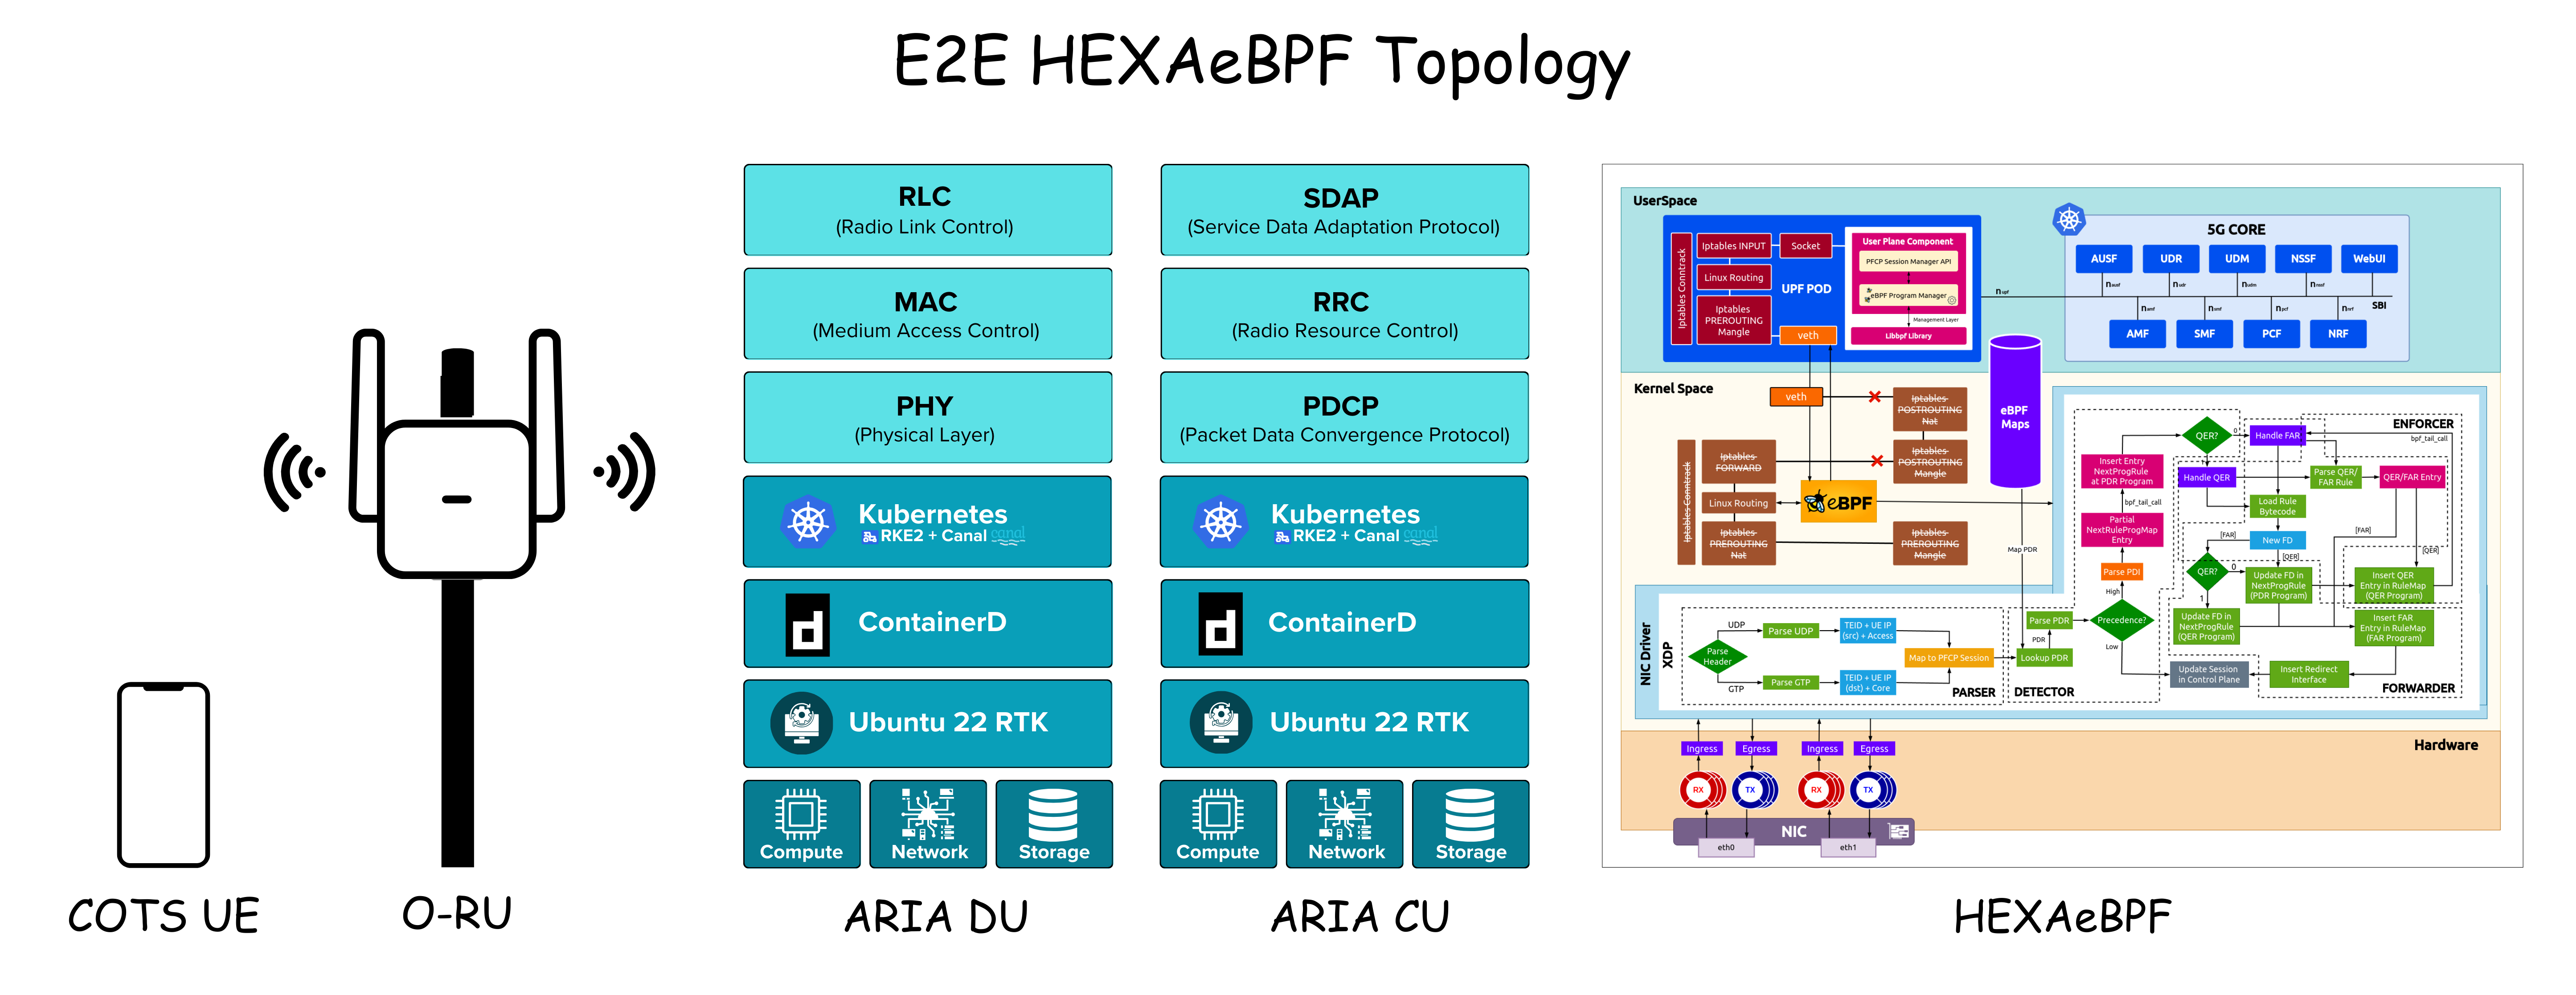 E2E HEXAeBPF Topology
COTS UE
O-RU
RLC
(Radio Link Control)
MAC
(Medium Access Control)
PHY
(Physical Layer)
Kubernetes
RKE2 + Canal canal
ContainerD
Ubuntu 22 RTK
Compute
Network
Storage
ARIA DU
SDAP
(Service Data Adaptation Protocol)
RRC
(Radio Resource Control)
PDCP
(Packet Data Convergence Protocol)
Kubernetes
RKE2 + Canal canal
ContainerD
Ubuntu 22 RTK
Compute
Network
Storage
ARIA CU
UserSpace
Iptables Conntrack
Iptables INPUT
Linux Routing
Iptables
PREROUTING
Mangle
Socket
UPF POD
veth
User Plane Component
PFCP Session Manager API
eBPF Program Manager
Management Layer
Libbpf Library
5G CORE
AUSF
UDR
UDM
NSSF
WebUI
n upf
n ausf
n udr
n udm
n nssf
SBI
n amf
n smf
n pcf
n nrf
AMF
SMF
PCF
NRF
Kernel Space
veth
Iptables
POSTROUTING
Nat
Iptables Conntrack
Iptables
FORWARD
Iptables
POSTROUTING
Mangle
Linux Routing
eBPF
Iptables
PREROUTING
Nat
Iptables
PREROUTING
Mangle
eBPF
Maps
Map PDR
ENFORCER
bpf_tail_call
QER?
0
Handle FAR
Insert Entry
NextProgRule
at PDR Program
Handle QER
Parse QER/
FAR Rule
QER/FAR Entry
bpf_tail_call
Load Rule
Bytecode
Partial
NextRuleProgMap
Entry
[FAR]
New FD
[FAR]
[QER]
[QER]
Parse PDI
QER?
0
Update FD in
NextProgRule
(PDR Program)
Insert QER
Entry in RuleMap
(QER Program)
High
1
Precedence?
Update FD in
NextProgRule
(QER Program)
Insert FAR
Entry in RuleMap
(FAR Program)
Low
Update Session
in Control Plane
Insert Redirect
Interface
FORWARDER
NIC Driver
XDP
Parse
Header
UDP
Parse UDP
TEID + UE IP
(src) + Access
GTP
Parse GTP
TEID + UE IP
(dst) + Core
Map to PFCP Session
PARSER
Parse PDR
PDR
Lookup PDR
DETECTOR
Hardware
Ingress
Egress
Ingress
Egress
RX
TX
RX
TX
NIC
eth0
eth1
HEXAeBPF